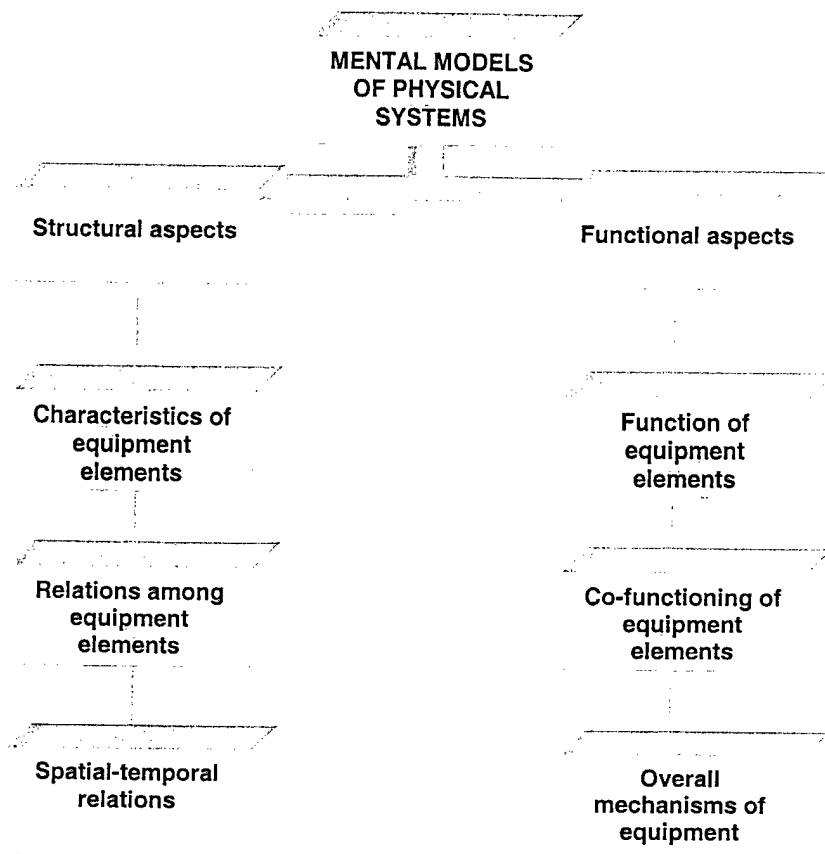 MENTAL MODELS
OF PHYSICAL
SYSTEMS
Structural aspects
Functional aspects
Characteristics of
equipment
elements
Function of
equipment
elements
Relations among
equipment
elements
Co-functioning of
equipment
elements
Spatial-temporal
relations
Overall
mechanisms of
equipment